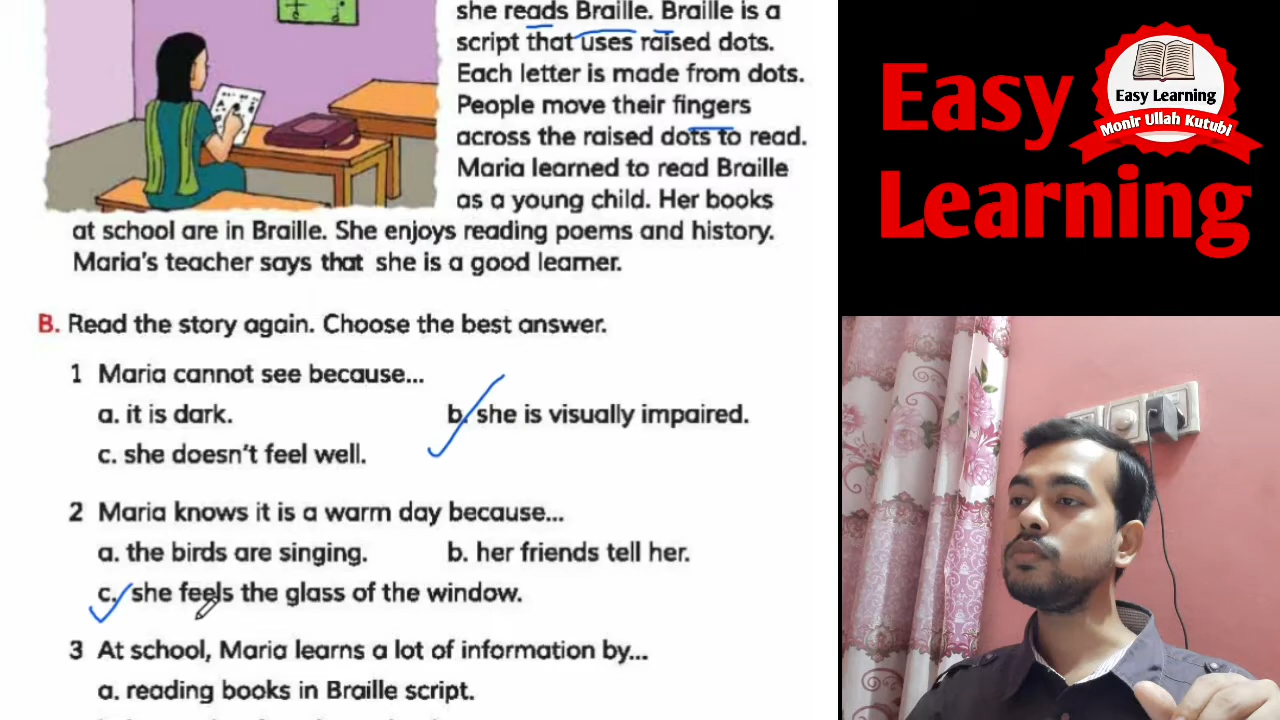 she reads Braille. Braille is a
script that uses raised dots.
Each letter is made from dots.
People move their fingers
across the raised dots to read.
Maria learned to read Braille
as a young child. Her books
at school are in Braille. She enjoys reading poems and history.
Maria's teacher says that she is a good learner.
B. Read the story again. Choose the best answer.
1 Maria cannot see because...
a. it is dark. b. she is visually impaired.
c. she doesn't feel well.
2 Maria knows it is a warm day because...
a. the birds are singing. b. her friends tell her.
c. she feels the glass of the window.
3 At school, Maria learns a lot of information by...
a. reading books in Braille script.
Easy
Learning
Easy Learning
Monir Ullah Kutubi